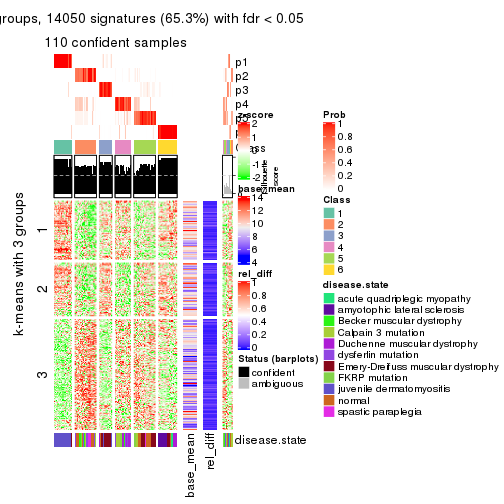 groups, 14050 signatures (65.3%) with fdr < 0.05
110 confident samples
p1
p2
p3
p4
z-score
2
1
0
-1
-2
Silhouette
score
base_mean
14
12
10
8
6
4
rel_diff
1
0.8
0.6
0.4
0.2
0
Status (barplots)
confident
ambiguous
Prob
1
0.8
0.6
0.4
0.2
0
Class
1
2
3
4
5
6
disease.state
acute quadriplegic myopathy
amyotophic lateral sclerosis
Becker muscular dystrophy
Calpain 3 mutation
Duchenne muscular dystrophy
dysferlin mutation
Emery-Dreifuss muscular dystrophy
FKRP mutation
juvenile dermatomyositis
normal
spastic paraplegia
k-means with 3 groups
1
2
3
base_mean
rel_diff
disease.state